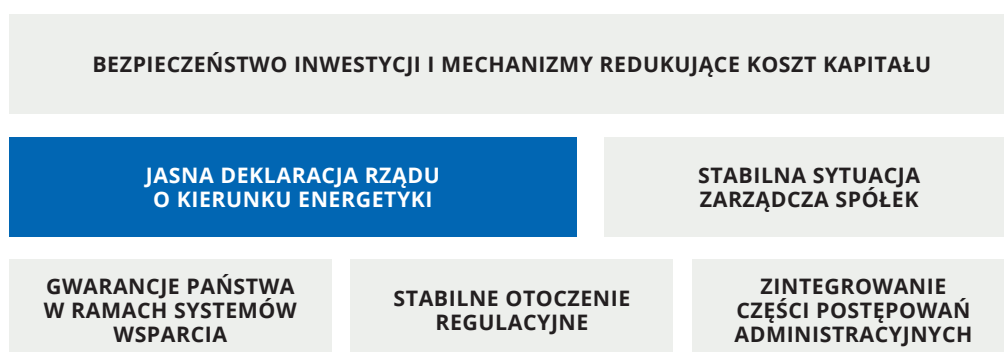 BEZPIECZEŃSTWO INWESTYCJI I MECHANIZMY REDUKUJĄCE KOSZT KAPITAŁU
JASNA DEKLARACJA RZĄDU
O KIERUNKU ENERGETYKI
STABILNA SYTUACJA
ZARZĄDCZA SPÓŁEK
GWARANCJE PAŃSTWA
W RAMACH SYSTEMÓW
WSPARCIA
STABILNE OTOCZENIE
REGULACYJNE
ZINTEGROWANIE
CZĘŚCI POSTĘPOWAŃ
ADMINISTRACYJNYCH